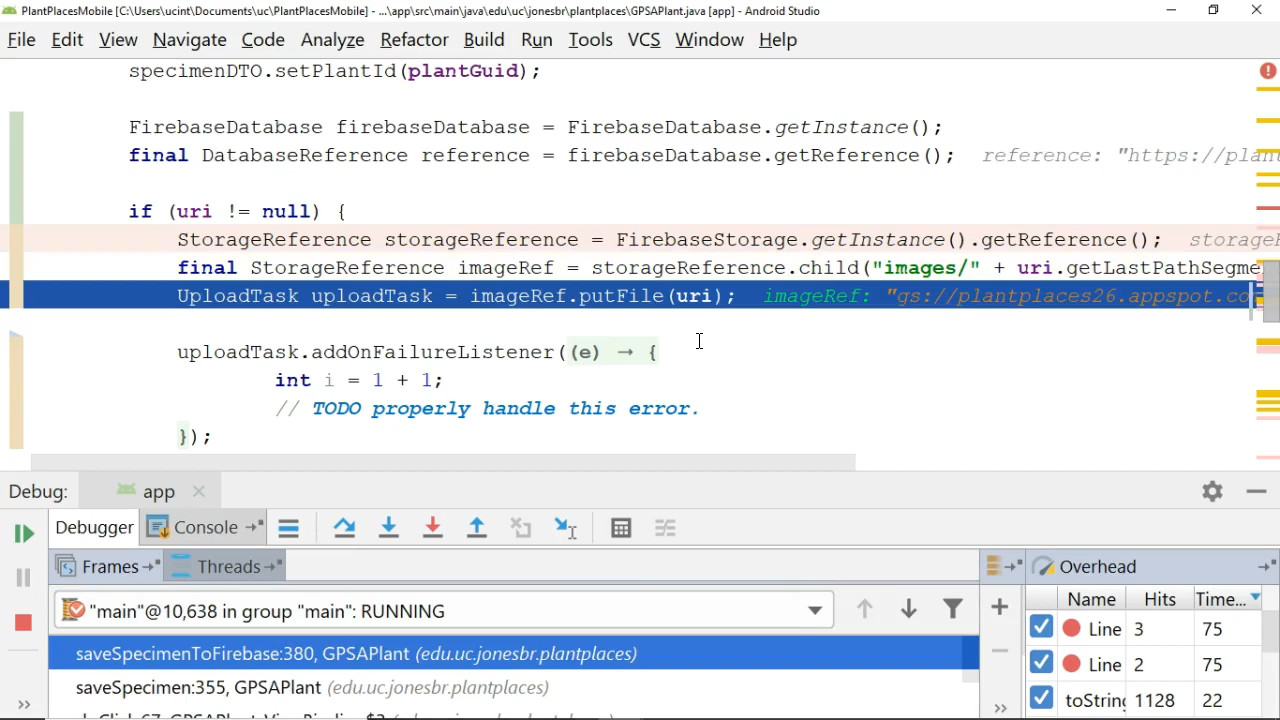 PlantPlacesMobile [C:\Users\ucint\Documents\uc\PlantPlacesMobile] - ...\app\src\main\java\edu\uc\jonesbr\plantplaces\GPSAPlant.java [app] - Android Studio
File Edit View Navigate Code Analyze Refactor Build Run Tools VCS Window Help
specimenDTO.setPlantId(plantGuid);
FirebaseDatabase firebaseDatabase = FirebaseDatabase.getInstance();
final DatabaseReference reference = firebaseDatabase.getReference(); reference: "https://plant
if (uri != null) {
StorageReference storageReference = FirebaseStorage.getInstance().getReference(); storageR
final StorageReference imageRef = storageReference.child("images/" + uri.getLastPathSegme
UploadTask uploadTask = imageRef.putFile(uri); imageRef: "gs://plantplaces26.appspot.co
uploadTask.addOnFailureListener((e) → {
int i = 1 + 1;
// TODO properly handle this error.
});
Debug: app
Debugger Console
Frames Threads Overhead
"main"@10,638 in group "main": RUNNING
Name Hits Time...
saveSpecimenToFirebase:380, GPSAPlant (edu.uc.jonesbr.plantplaces)
Line 3 75
saveSpecimen:355, GPSAPlant (edu.uc.jonesbr.plantplaces)
Line 2 75
toString 1128 22